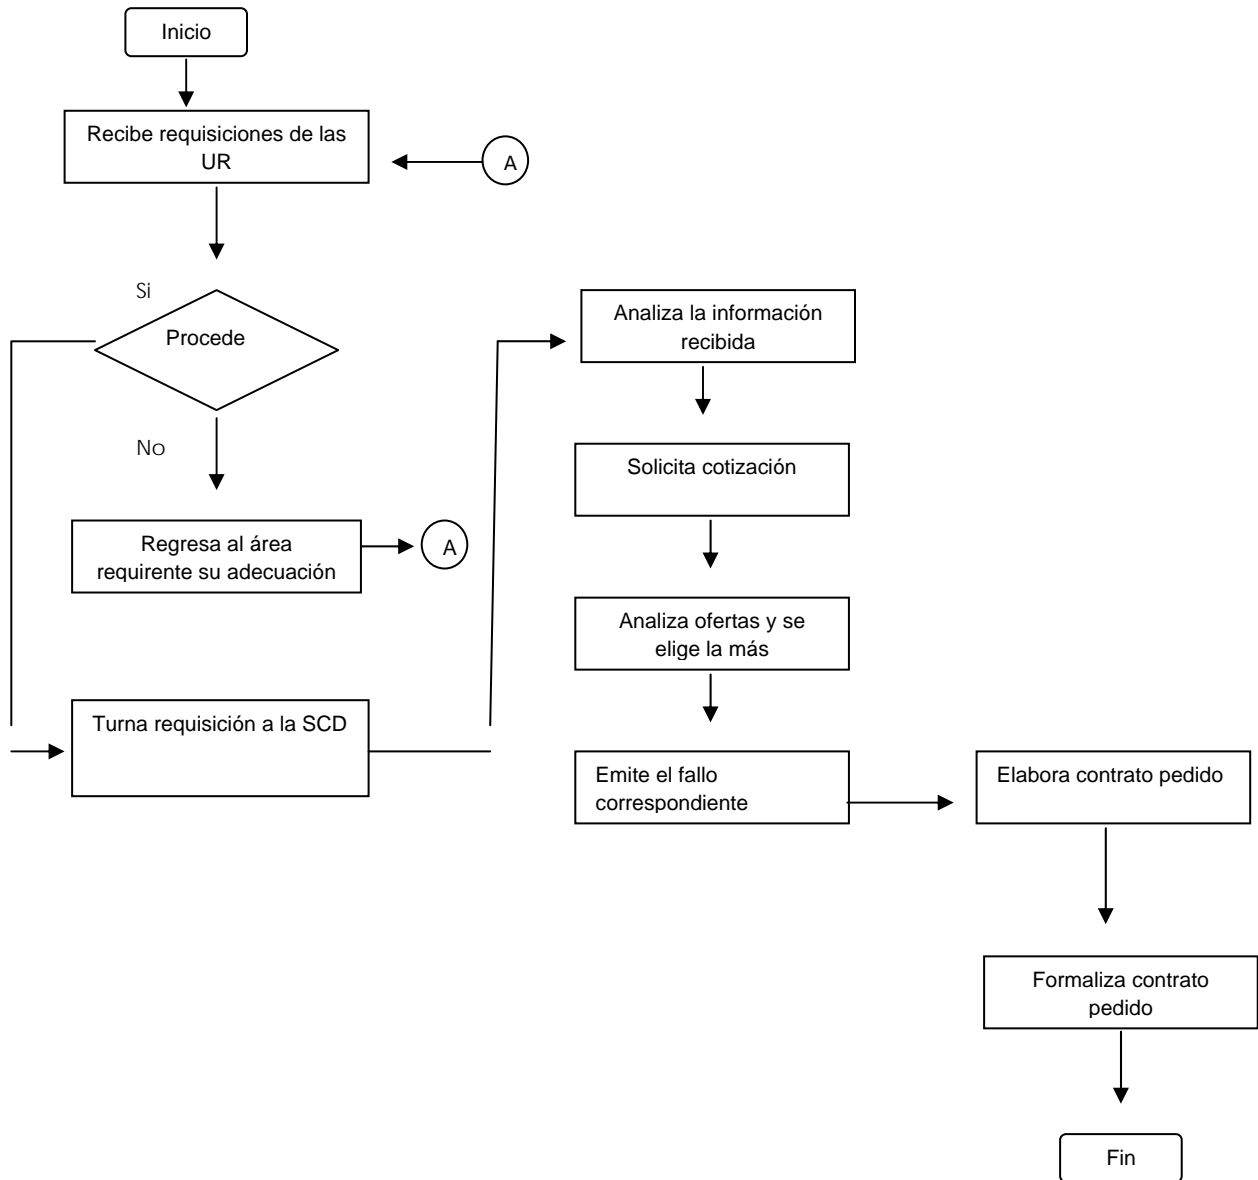 Inicio
Recibe requisiciones de las
UR
A
Si
Procede
No
Regresa al área
requirente su adecuación
A
Turna requisición a la SCD
Analiza la información
recibida
Solicita cotización
Analiza ofertas y se
elige la más
Emite el fallo
correspondiente
Elabora contrato pedido
Formaliza contrato
pedido
Fin